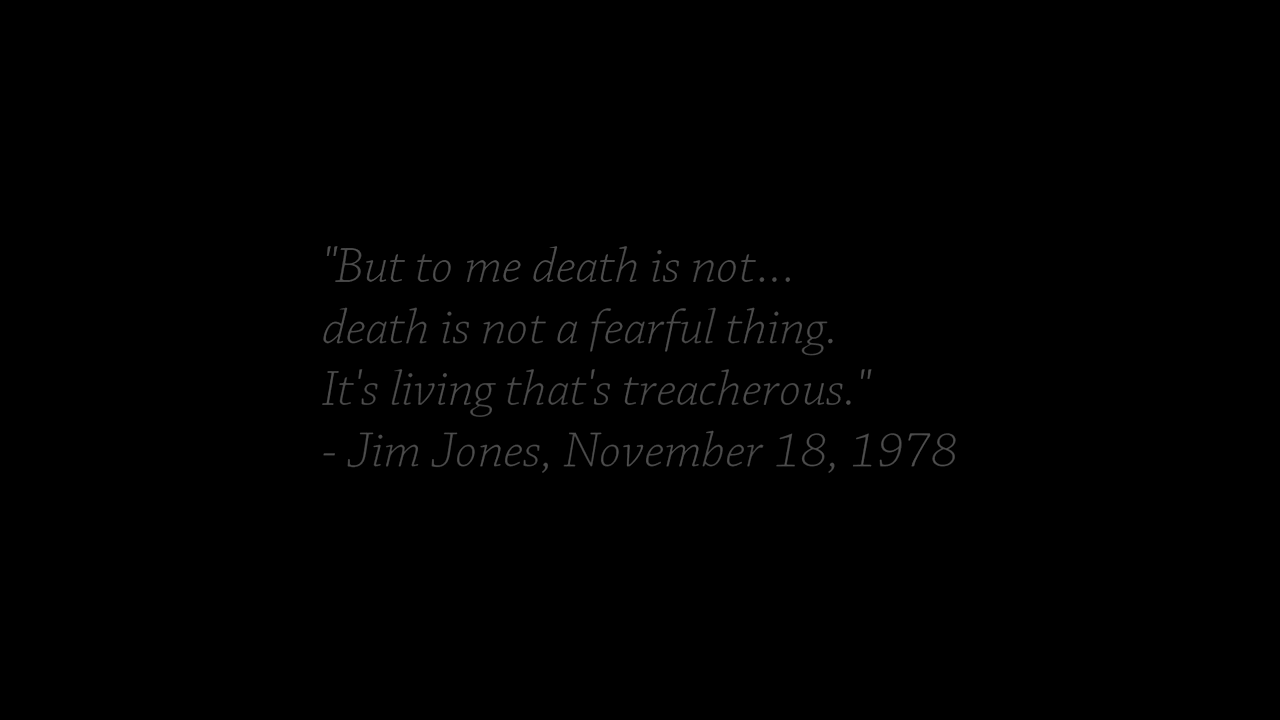 "But to me death is not...
death is not a fearful thing.
It's living that's treacherous."
- Jim Jones, November 18, 1978